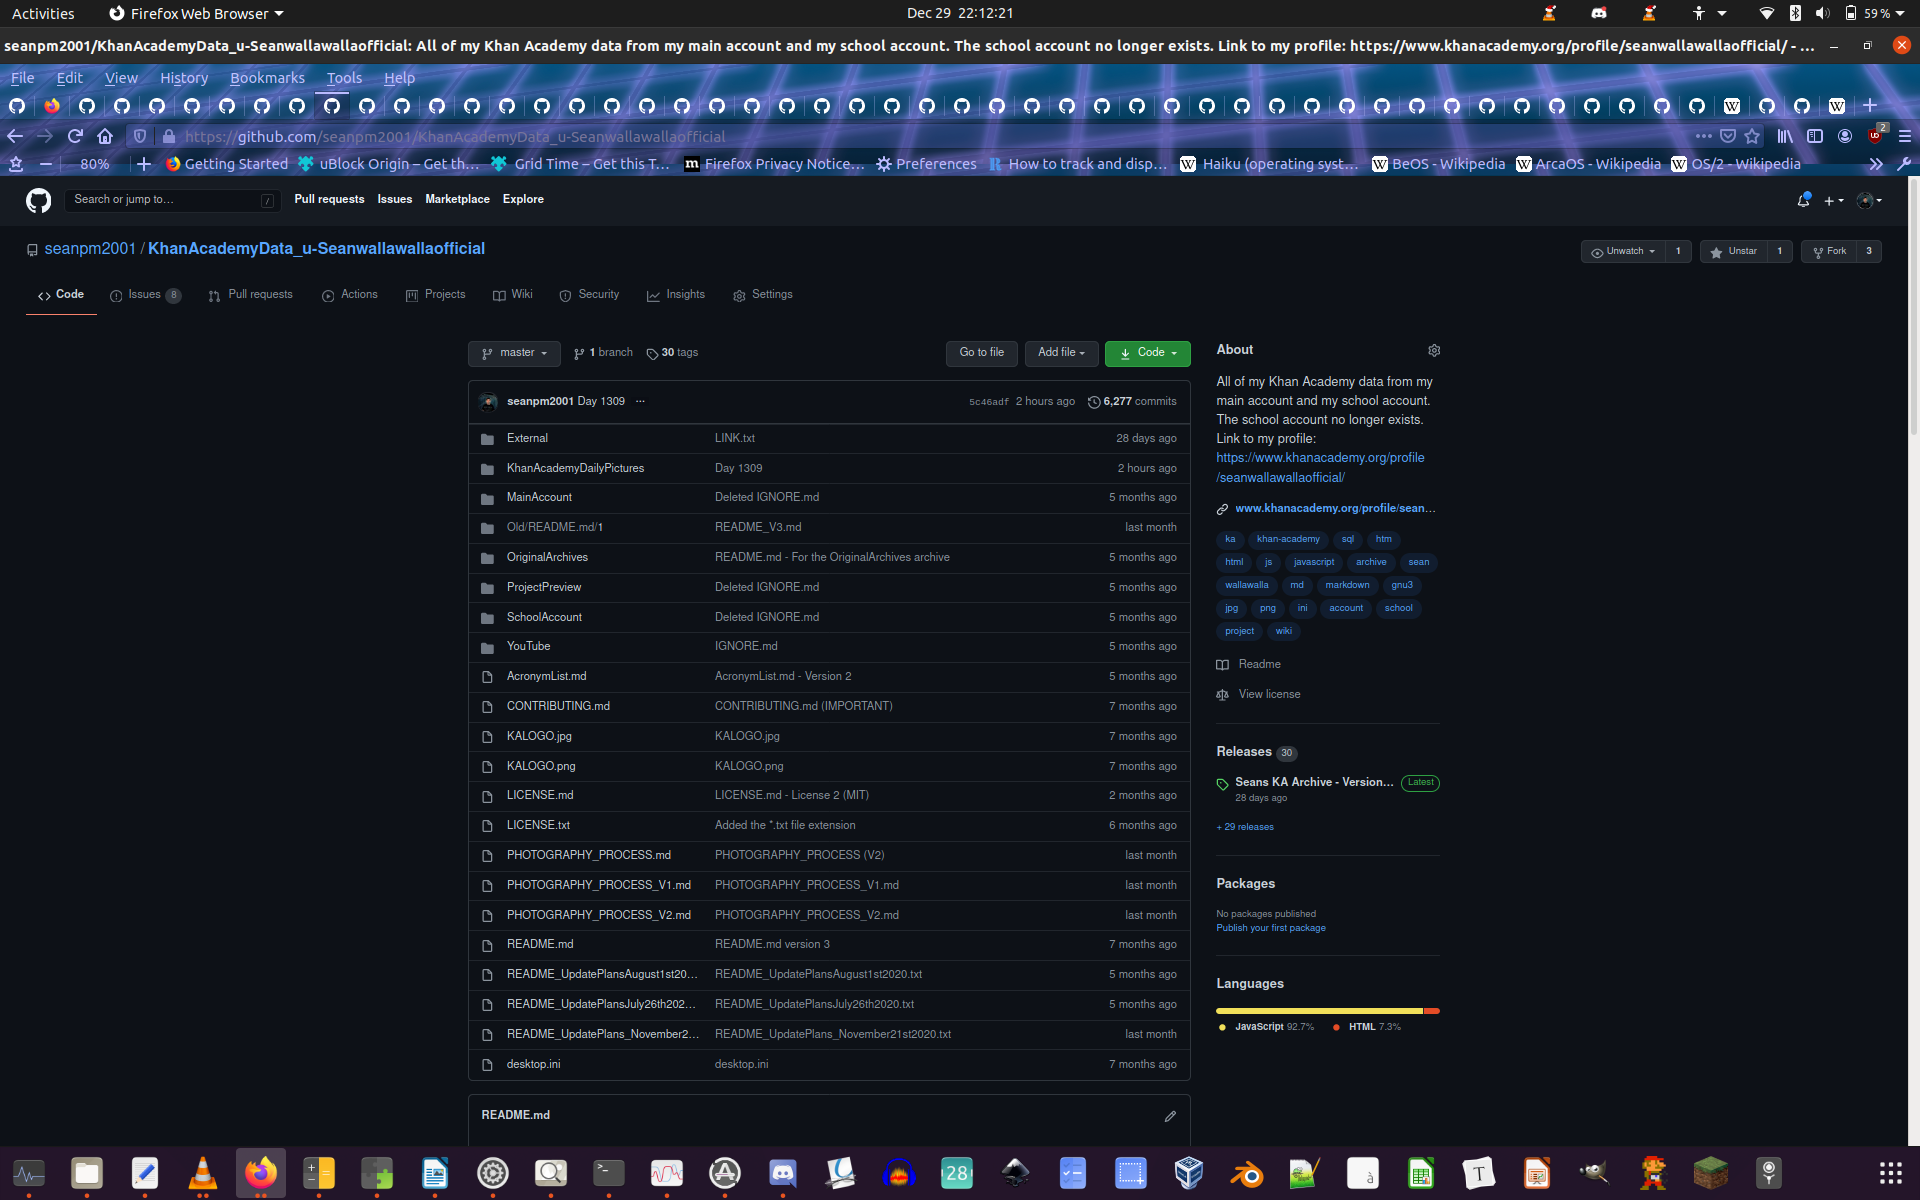 Activities Firefox Web Browser Dec 29 22:12:21 59 %
seanpm2001/KhanAcademyData_u-Seanwallawallaofficial: All of my Khan Academy data from my main account and my school account. The school account no longer exists. Link to my profile: https://www.khanacademy.org/profile/seanwallawallaofficial/ - ...
File Edit View History Bookmarks Tools Help
https://github.com/seanpm2001/KhanAcademyData_u-Seanwallawallaofficial 2
80% Getting Started uBlock Origin – Get th… Grid Time – Get this T… Firefox Privacy Notice… Preferences How to track and disp… Haiku (operating syst… BeOS - Wikipedia ArcaOS - Wikipedia OS/2 - Wikipedia
Search or jump to… / Pull requests Issues Marketplace Explore
seanpm2001 / KhanAcademyData_u-Seanwallawallaofficial Unwatch 1 Unstar 1 Fork 3
Code Issues 8 Pull requests Actions Projects Wiki Security Insights Settings
master 1 branch 30 tags Go to file Add file Code
seanpm2001 Day 1309 ... 5c46adf 2 hours ago 6,277 commits
External LINK.txt 28 days ago
KhanAcademyDailyPictures Day 1309 2 hours ago
MainAccount Deleted IGNORE.md 5 months ago
Old/README.md/1 README_V3.md last month
OriginalArchives README.md - For the OriginalArchives archive 5 months ago
ProjectPreview Deleted IGNORE.md 5 months ago
SchoolAccount Deleted IGNORE.md 5 months ago
YouTube IGNORE.md 5 months ago
AcronymList.md AcronymList.md - Version 2 5 months ago
CONTRIBUTING.md CONTRIBUTING.md (IMPORTANT) 7 months ago
KALOGO.jpg KALOGO.jpg 7 months ago
KALOGO.png KALOGO.png 7 months ago
LICENSE.md LICENSE.md - License 2 (MIT) 2 months ago
LICENSE.txt Added the *.txt file extension 6 months ago
PHOTOGRAPHY_PROCESS.md PHOTOGRAPHY_PROCESS (V2) last month
PHOTOGRAPHY_PROCESS_V1.md PHOTOGRAPHY_PROCESS_V1.md last month
PHOTOGRAPHY_PROCESS_V2.md PHOTOGRAPHY_PROCESS_V2.md last month
README.md README.md version 3 7 months ago
README_UpdatePlansAugust1st20… README_UpdatePlansAugust1st2020.txt 5 months ago
README_UpdatePlansJuly26th202… README_UpdatePlansJuly26th2020.txt 5 months ago
README_UpdatePlans_November2… README_UpdatePlans_November21st2020.txt last month
desktop.ini desktop.ini 7 months ago
README.md
About
All of my Khan Academy data from my
main account and my school account.
The school account no longer exists.
Link to my profile:
https://www.khanacademy.org/profile
/seanwallawallaofficial/
www.khanacademy.org/profile/sean…
ka khan-academy sql htm
html js javascript archive sean
wallawalla md markdown gnu3
jpg png ini account school
project wiki
Readme
View license
Releases 30
Seans KA Archive - Version… Latest
28 days ago
+ 29 releases
Packages
No packages published
Publish your first package
Languages
JavaScript 92.7% HTML 7.3%
28